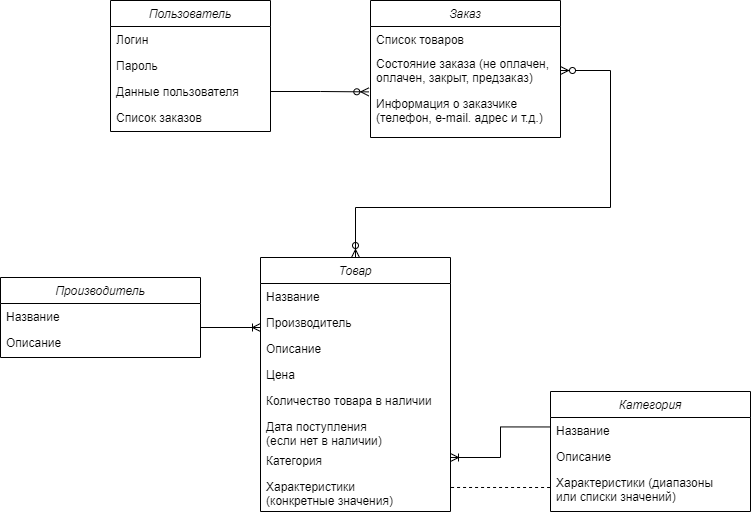 Пользователь
Логин
Пароль
Данные пользователя
Список заказов
Заказ
Список товаров
Состояние заказа (не оплачен,
оплачен, закрыт, предзаказ)
Информация о заказчике
(телефон, e-mail. адрес и т.д.)
Производитель
Название
Описание
Товар
Название
Производитель
Описание
Цена
Количество товара в наличии
Дата поступления
(если нет в наличии)
Категория
Характеристики
(конкретные значения)
Категория
Название
Описание
Характеристики (диапазоны
или списки значений)